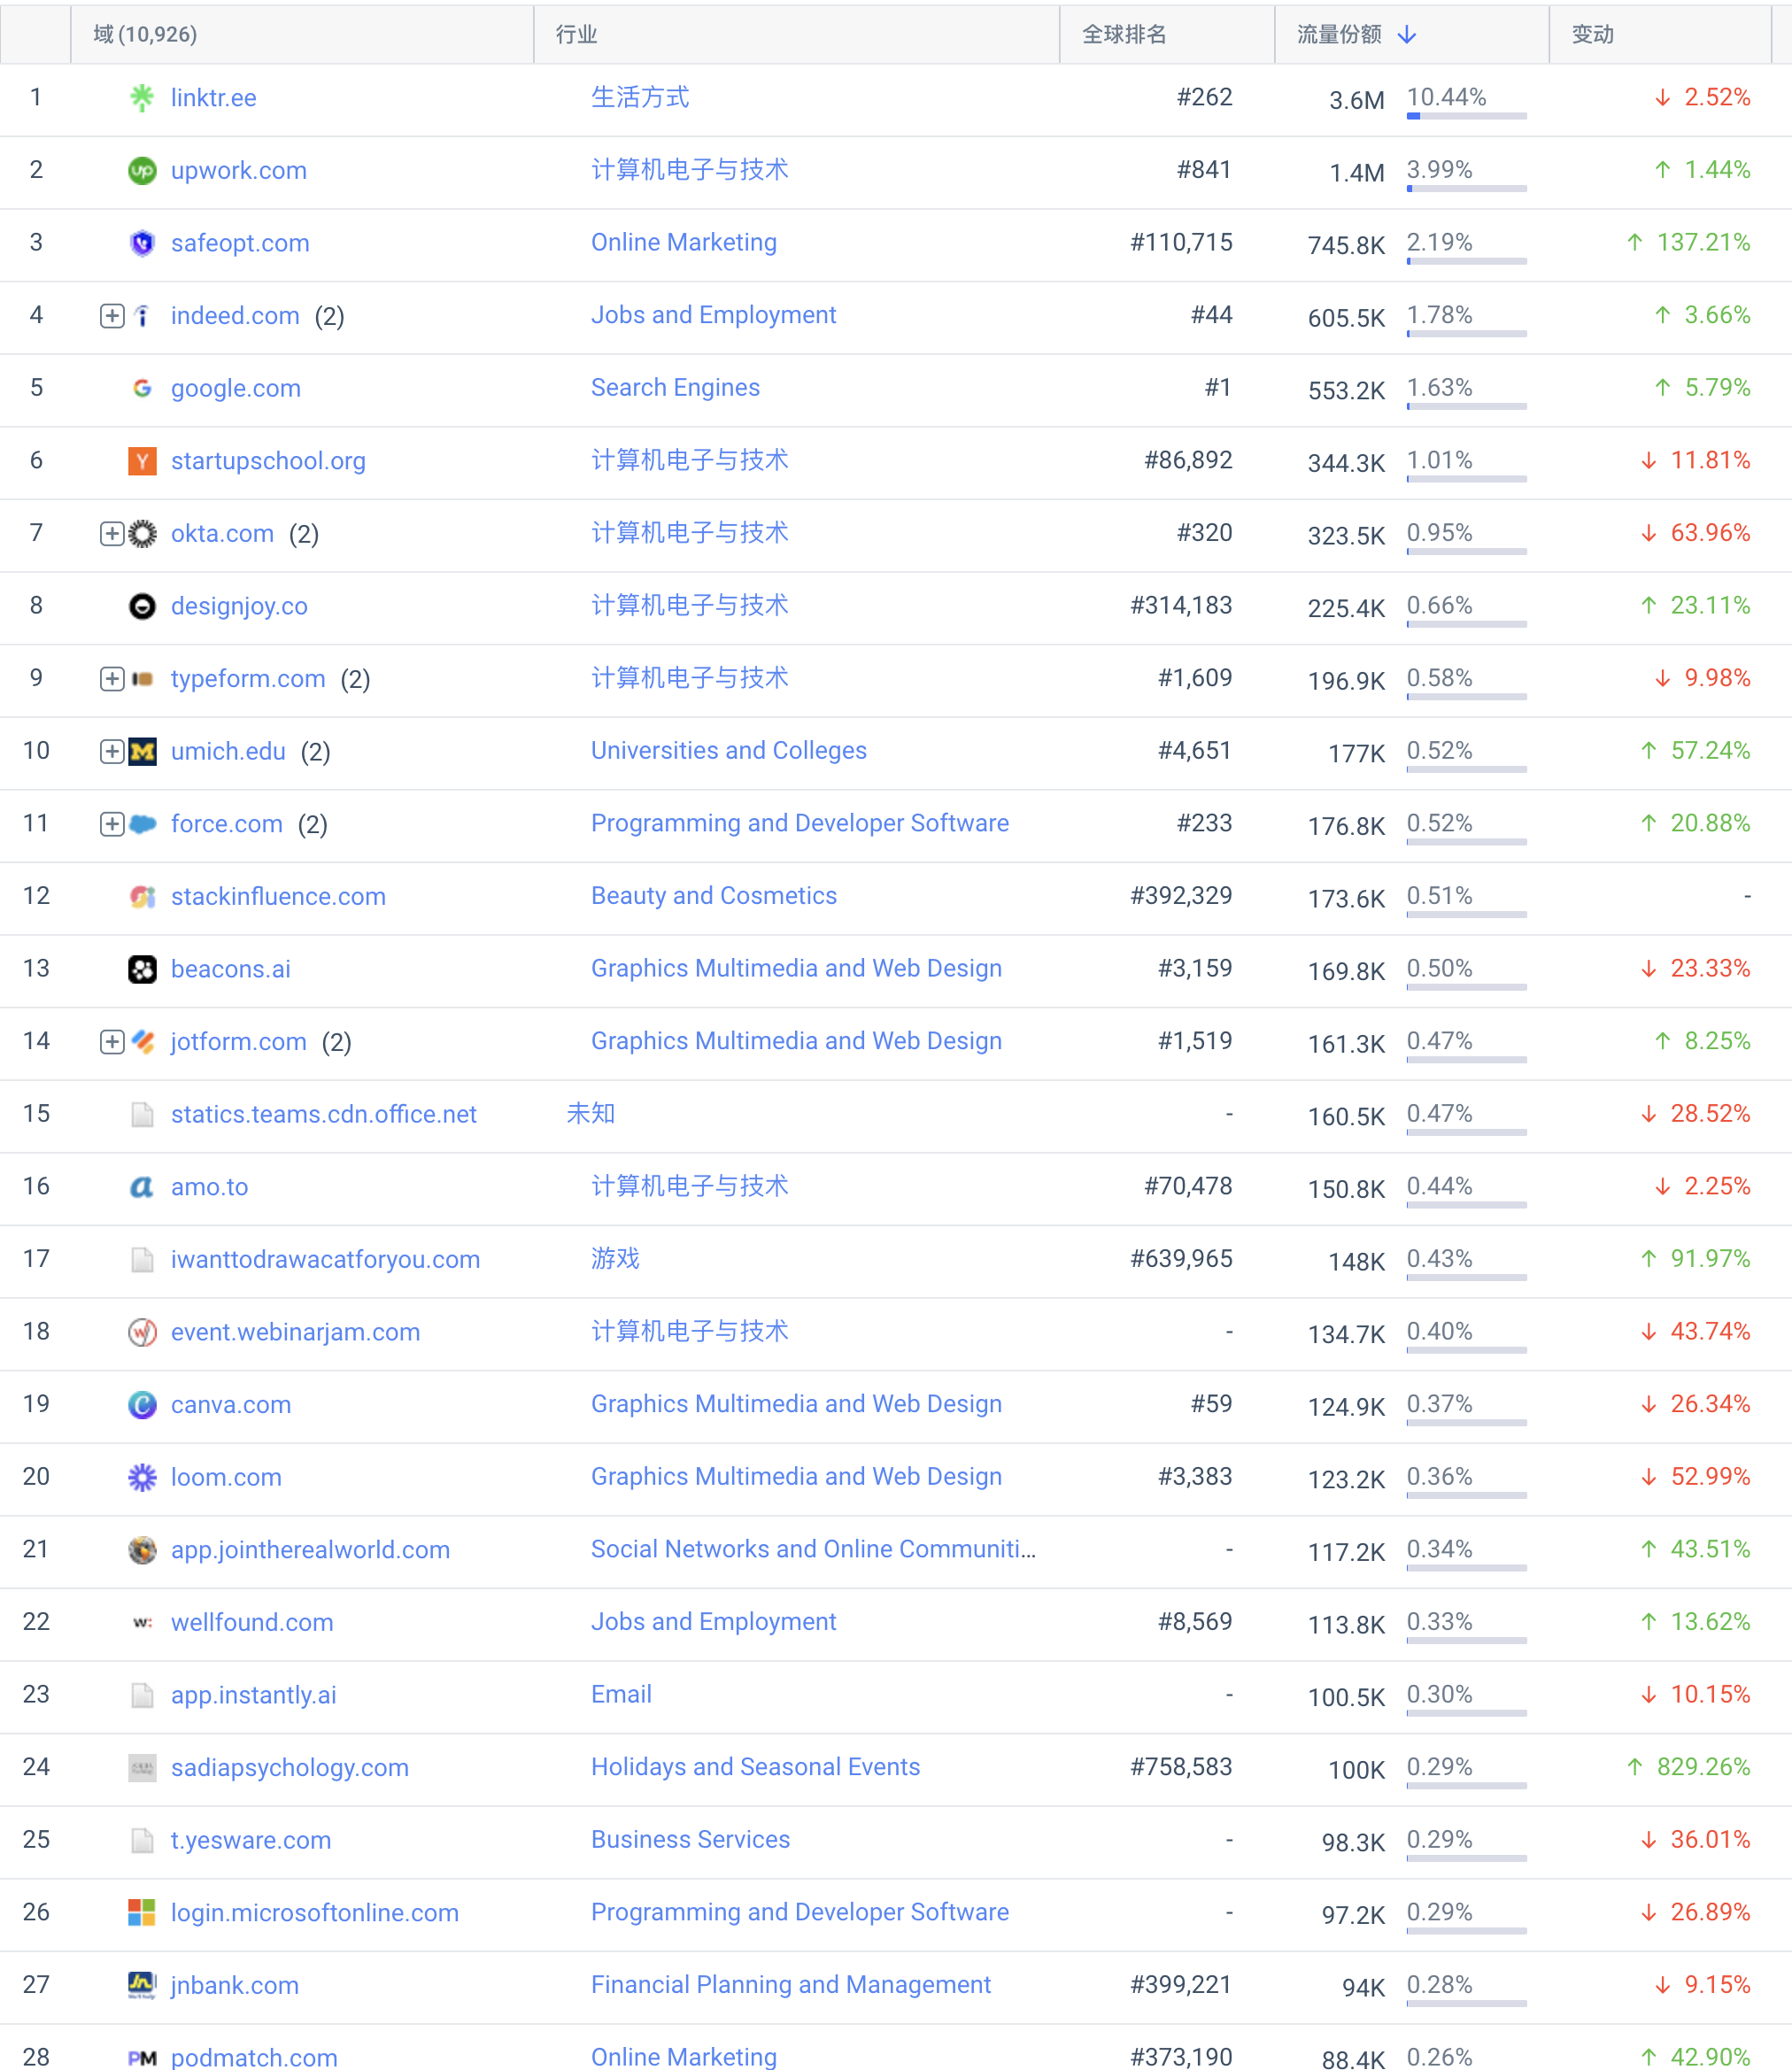 域 (10,926) 行业 全球排名 流量份额 变动
1 linktr.ee 生活方式 #262 3.6M 10.44% ↓ 2.52%
2 up upwork.com 计算机电子与技术 #841 1.4M 3.99% ↑ 1.44%
3 safeopt.com Online Marketing #110,715 745.8K 2.19% ↑ 137.21%
4 indeed.com (2) Jobs and Employment #44 605.5K 1.78% ↑ 3.66%
5 G google.com Search Engines #1 553.2K 1.63% ↑ 5.79%
6 Y startupschool.org 计算机电子与技术 #86,892 344.3K 1.01% ↓ 11.81%
7 okta.com (2) 计算机电子与技术 #320 323.5K 0.95% ↓ 63.96%
8 designjoy.co 计算机电子与技术 #314,183 225.4K 0.66% ↑ 23.11%
9 typeform.com (2) 计算机电子与技术 #1,609 196.9K 0.58% ↓ 9.98%
10 M umich.edu (2) Universities and Colleges #4,651 177K 0.52% ↑ 57.24%
11 force.com (2) Programming and Developer Software #233 176.8K 0.52% ↑ 20.88%
12 stackinfluence.com Beauty and Cosmetics #392,329 173.6K 0.51% -
13 beacons.ai Graphics Multimedia and Web Design #3,159 169.8K 0.50% ↓ 23.33%
14 jotform.com (2) Graphics Multimedia and Web Design #1,519 161.3K 0.47% ↑ 8.25%
15 statics.teams.cdn.office.net 未知 - 160.5K 0.47% ↓ 28.52%
16 a amo.to 计算机电子与技术 #70,478 150.8K 0.44% ↓ 2.25%
17 iwanttodrawacatforyou.com 游戏 #639,965 148K 0.43% ↑ 91.97%
18 event.webinarjam.com 计算机电子与技术 - 134.7K 0.40% ↓ 43.74%
19 C canva.com Graphics Multimedia and Web Design #59 124.9K 0.37% ↓ 26.34%
20 loom.com Graphics Multimedia and Web Design #3,383 123.2K 0.36% ↓ 52.99%
21 app.jointherealworld.com Social Networks and Online Communiti... - 117.2K 0.34% ↑ 43.51%
22 w: wellfound.com Jobs and Employment #8,569 113.8K 0.33% ↑ 13.62%
23 app.instantly.ai Email - 100.5K 0.30% ↓ 10.15%
24 sadiapsychology.com Holidays and Seasonal Events #758,583 100K 0.29% ↑ 829.26%
25 t.yesware.com Business Services - 98.3K 0.29% ↓ 36.01%
26 login.microsoftonline.com Programming and Developer Software - 97.2K 0.29% ↓ 26.89%
27 jnbank.com Financial Planning and Management #399,221 94K 0.28% ↓ 9.15%
28 PM podmatch.com Online Marketing #373,190 88.4K 0.26% ↑ 42.90%